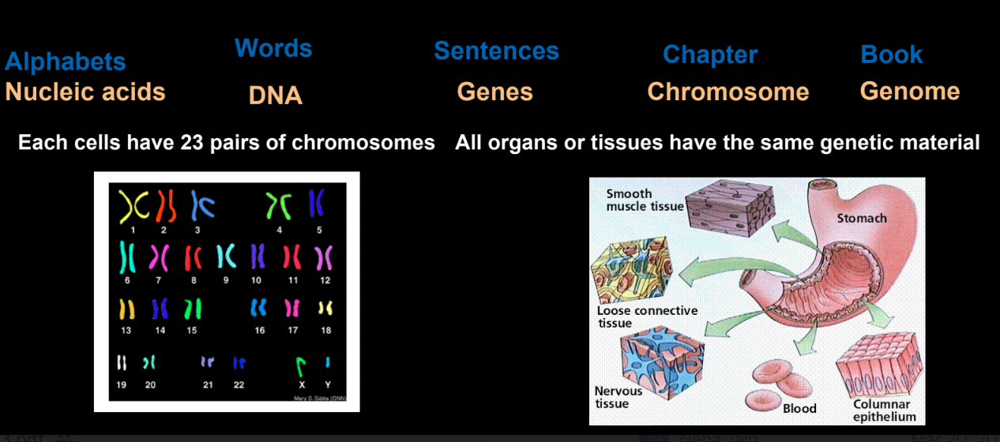 Alphabets Words Sentences Chapter Book
Nucleic acids DNA Genes Chromosome Genome
Each cells have 23 pairs of chromosomes All organs or tissues have the same genetic material
1 2 3 4 5
6 7 8 9 10 11 12
13 14 15 16 17 18
19 20 21 22 X Y
Mary S. Gibbs (GNN)
Smooth
muscle tissue
Stomach
Loose connective
tissue
Nervous
tissue
Blood
Columnar
epithelium